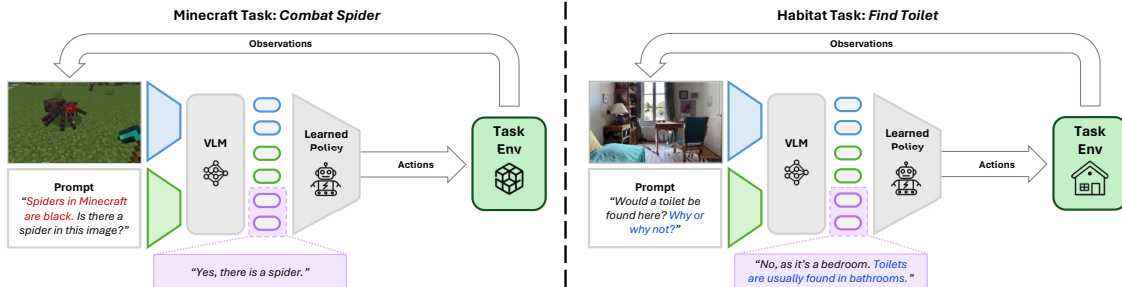 Minecraft Task: Combat Spider
Observations
VLM
Learned
Policy
Actions
Task
Env
Prompt
“Spiders in Minecraft
are black. Is there a
spider in this image?”
“Yes, there is a spider.”
Habitat Task: Find Toilet
Observations
VLM
Learned
Policy
Actions
Task
Env
Prompt
“Would a toilet be
found here? Why or
why not?”
“No, as it’s a bedroom. Toilets
are usually found in bathrooms.”